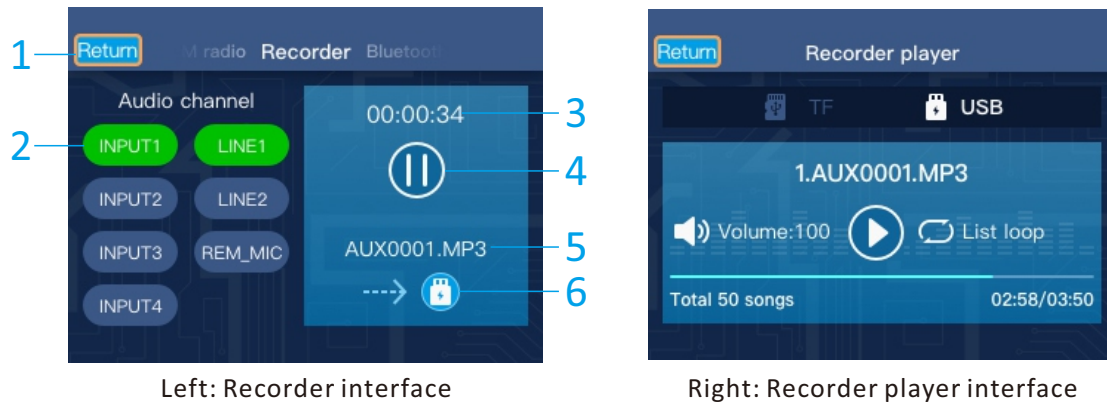 1
Return
M radio Recorder Bluetoot
Audio channel
2
INPUT1 LINE1
INPUT2 LINE2
INPUT3 REM_MIC
INPUT4
00:00:34 3
4
AUX0001.MP3 5
6
Left: Recorder interface
Return
Recorder player
TF USB
1.AUX0001.MP3
Volume:100 List loop
Total 50 songs 02:58/03:50
Right: Recorder player interface